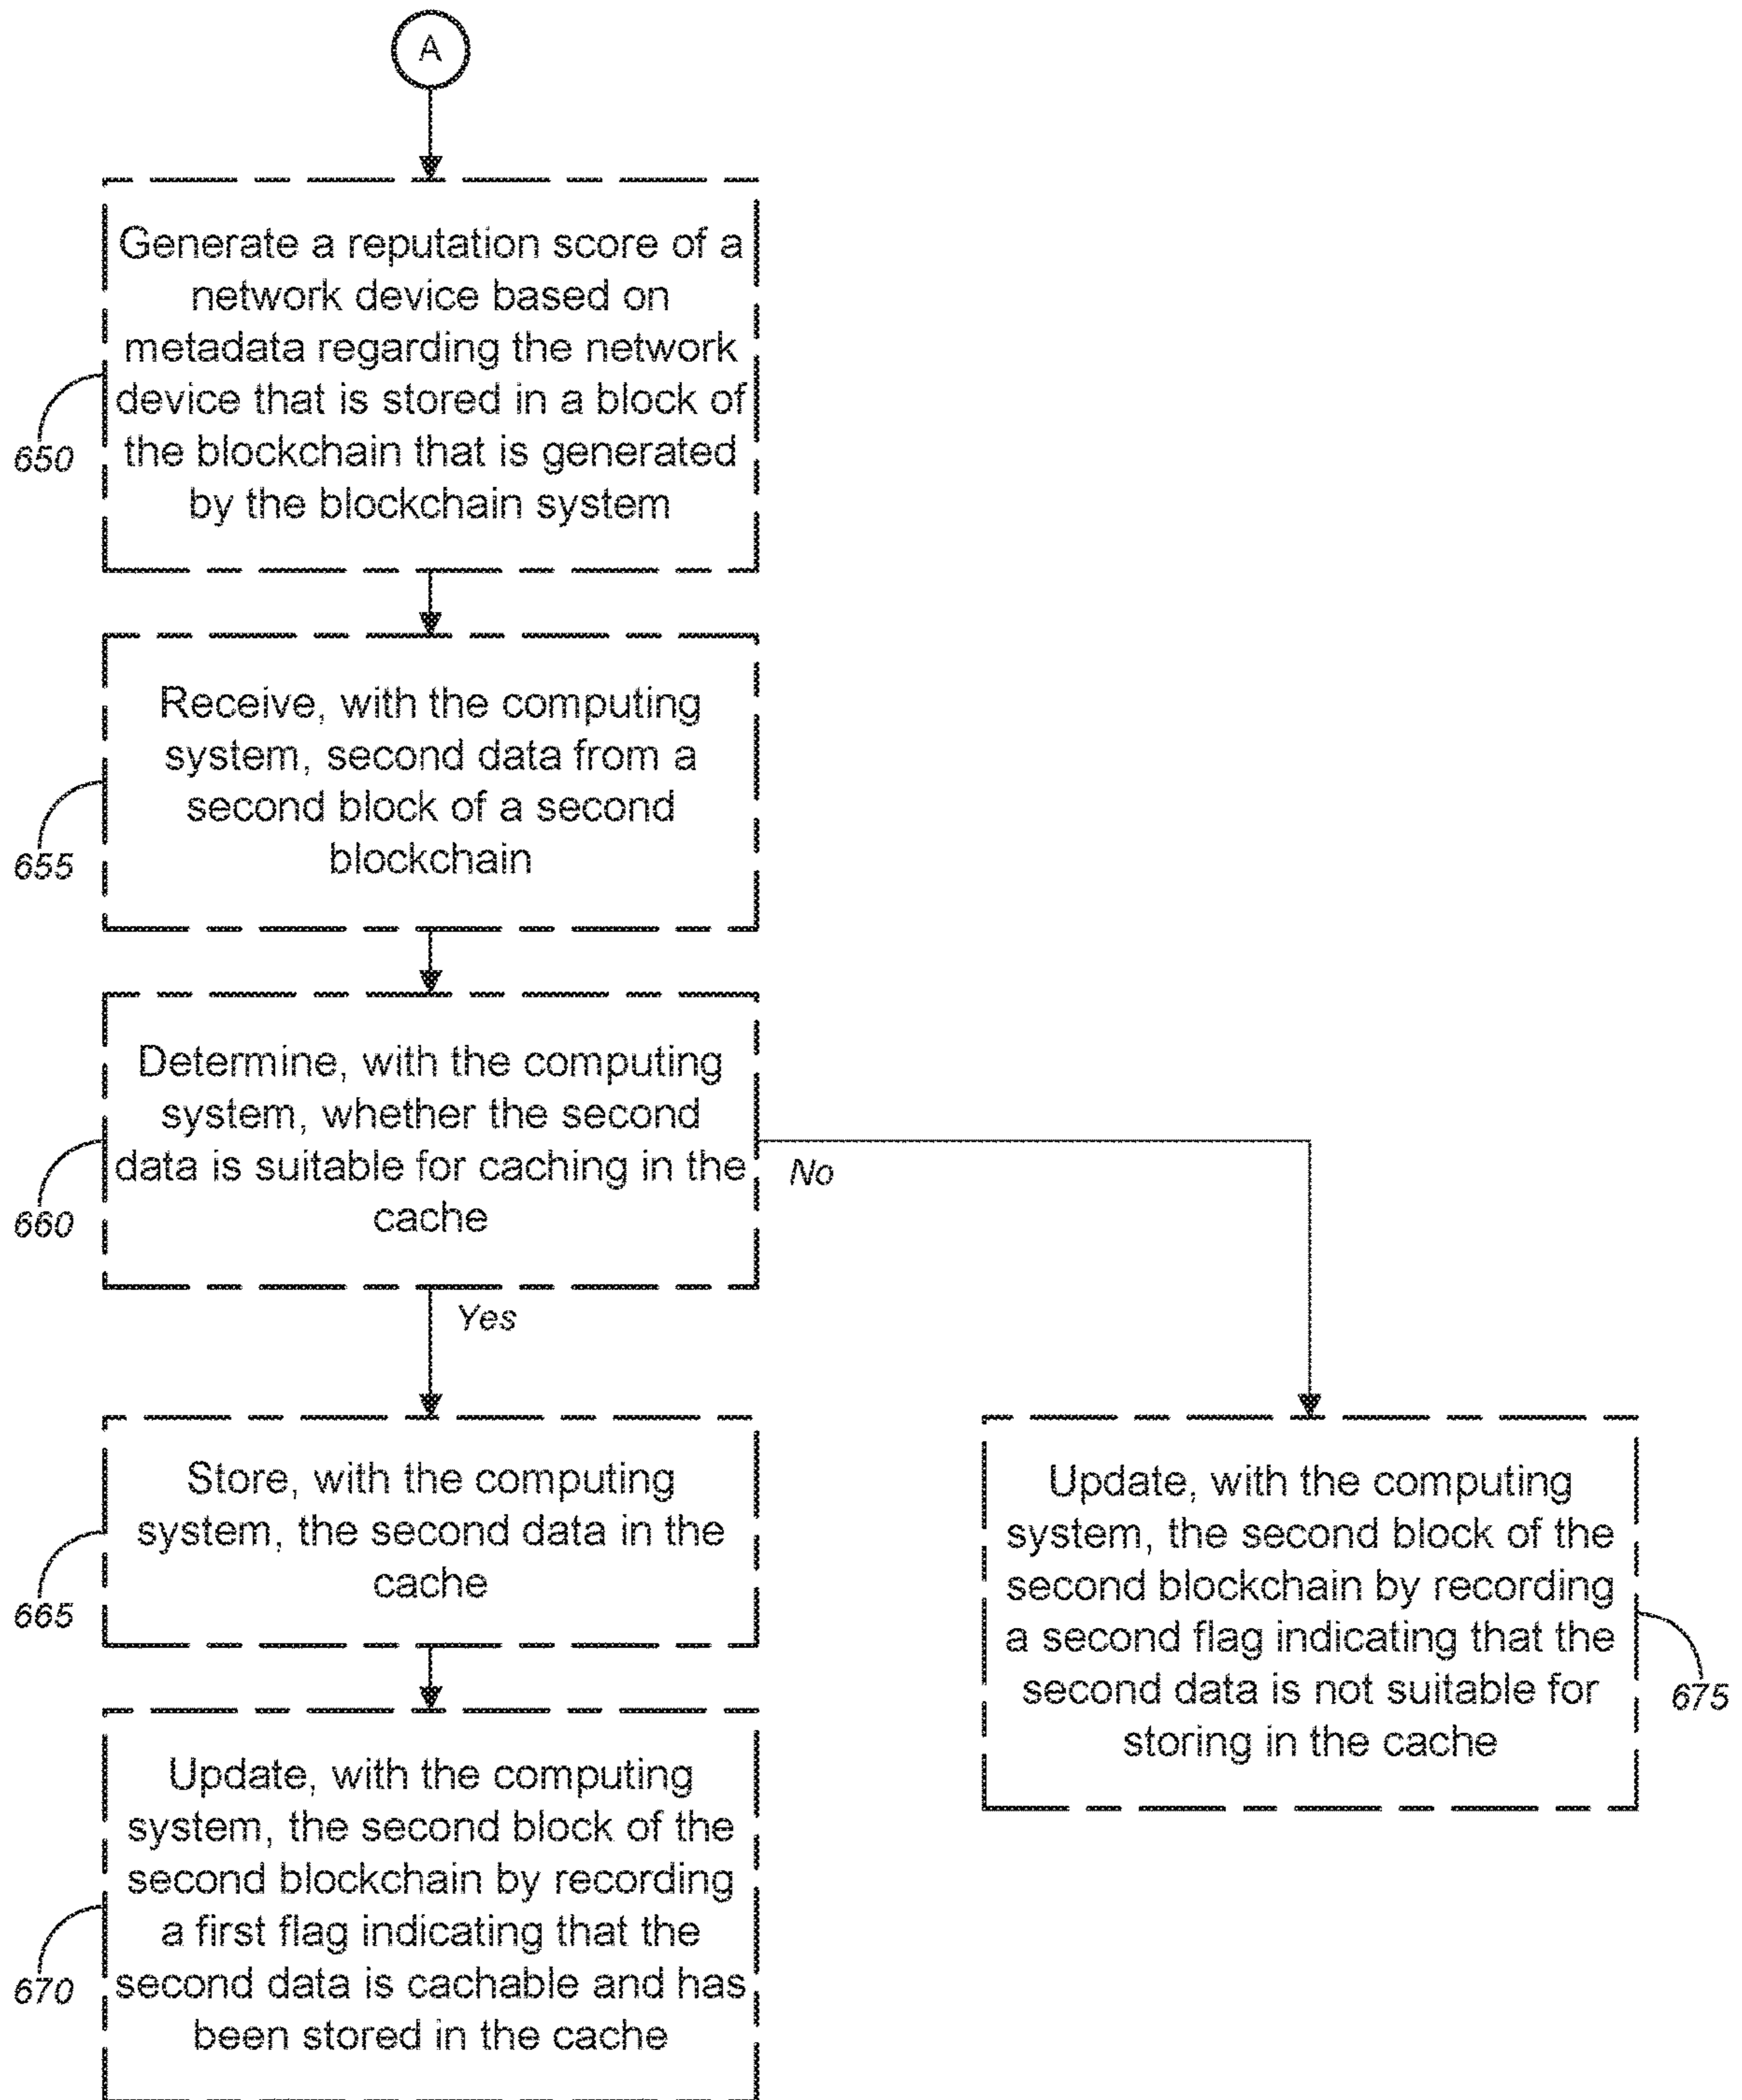 A
Generate a reputation score of a
network device based on
metadata regarding the network
device that is stored in a block of
the blockchain that is generated
by the blockchain system
650
Receive, with the computing
system, second data from a
second block of a second
blockchain
655
Determine, with the computing
system, whether the second
data is suitable for caching in the
cache
660
No
Yes
Store, with the computing
system, the second data in the
cache
665
Update, with the computing
system, the second block of the
second blockchain by recording
a second flag indicating that the
second data is not suitable for
storing in the cache
675
Update, with the computing
system, the second block of the
second blockchain by recording
a first flag indicating that the
second data is cachable and has
been stored in the cache
670